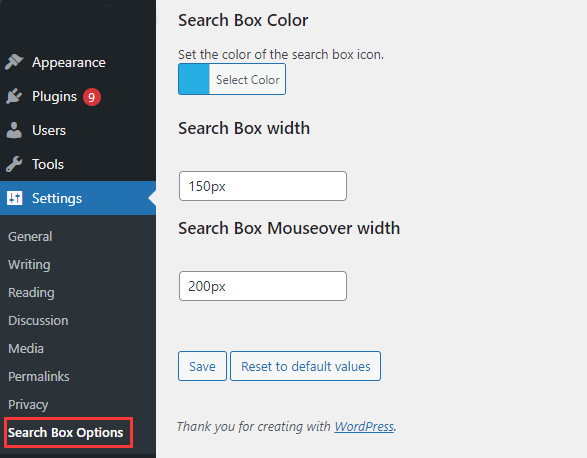 Appearance
Plugins 9
Users
Tools
Settings
General
Writing
Reading
Discussion
Media
Permalinks
Privacy
Search Box Options
Search Box Color
Set the color of the search box icon.
Select Color
Search Box width
150px
Search Box Mouseover width
200px
Save Reset to default values
Thank you for creating with WordPress.